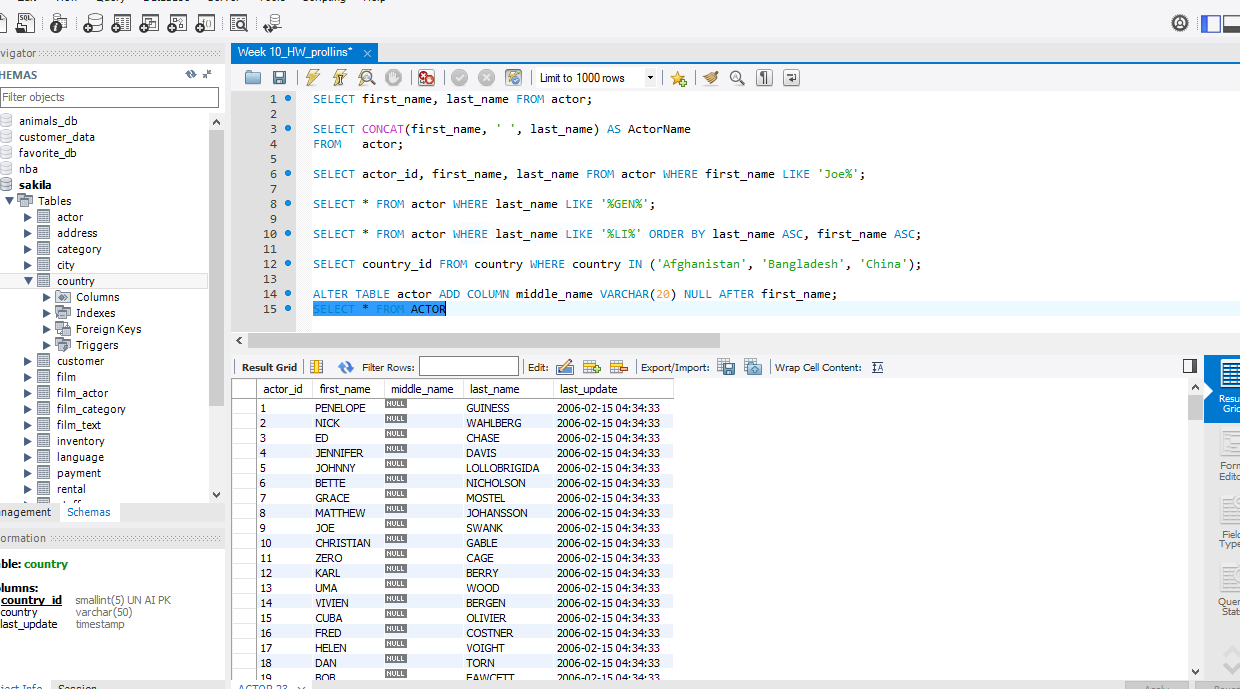 View Query Database Server Tools Scripting Help
Week 10_HW_prollins*
Limit to 1000 rows
Filter objects
animals_db
customer_data
favorite_db
nba
sakila
Tables
actor
address
category
city
country
Columns
Indexes
Foreign Keys
Triggers
customer
film
film_actor
film_category
film_text
inventory
language
payment
rental
Schemas
country
country_id smallint(5) UN AI PK
country varchar(50)
last_update timestamp
Session
1 SELECT first_name, last_name FROM actor;
2
3 SELECT CONCAT(first_name, ' ', last_name) AS ActorName
4 FROM actor;
5
6 SELECT actor_id, first_name, last_name FROM actor WHERE first_name LIKE 'Joe%';
7
8 SELECT * FROM actor WHERE last_name LIKE '%GEN%';
9
10 SELECT * FROM actor WHERE last_name LIKE '%LI%' ORDER BY last_name ASC, first_name ASC;
11
12 SELECT country_id FROM country WHERE country IN ('Afghanistan', 'Bangladesh', 'China');
13
14 ALTER TABLE actor ADD COLUMN middle_name VARCHAR(20) NULL AFTER first_name;
15 SELECT * FROM ACTOR
Result Grid Filter Rows: Edit: Export/Import: Wrap Cell Content:
actor_id first_name middle_name last_name last_update
1 PENELOPE NULL GUINESS 2006-02-15 04:34:33
2 NICK NULL WAHLBERG 2006-02-15 04:34:33
3 ED NULL CHASE 2006-02-15 04:34:33
4 JENNIFER NULL DAVIS 2006-02-15 04:34:33
5 JOHNNY NULL LOLLOBRIGIDA 2006-02-15 04:34:33
6 BETTE NULL NICHOLSON 2006-02-15 04:34:33
7 GRACE NULL MOSTEL 2006-02-15 04:34:33
8 MATTHEW NULL JOHANSSON 2006-02-15 04:34:33
9 JOE NULL SWANK 2006-02-15 04:34:33
10 CHRISTIAN NULL GABLE 2006-02-15 04:34:33
11 ZERO NULL CAGE 2006-02-15 04:34:33
12 KARL NULL BERRY 2006-02-15 04:34:33
13 UMA NULL WOOD 2006-02-15 04:34:33
14 VIVIEN NULL BERGEN 2006-02-15 04:34:33
15 CUBA NULL OLIVIER 2006-02-15 04:34:33
16 FRED NULL COSTNER 2006-02-15 04:34:33
17 HELEN NULL VOIGHT 2006-02-15 04:34:33
18 DAN NULL TORN 2006-02-15 04:34:33
19 BOB NULL FAWCETT 2006-02-15 04:34:33
ACTOR 23
Apply